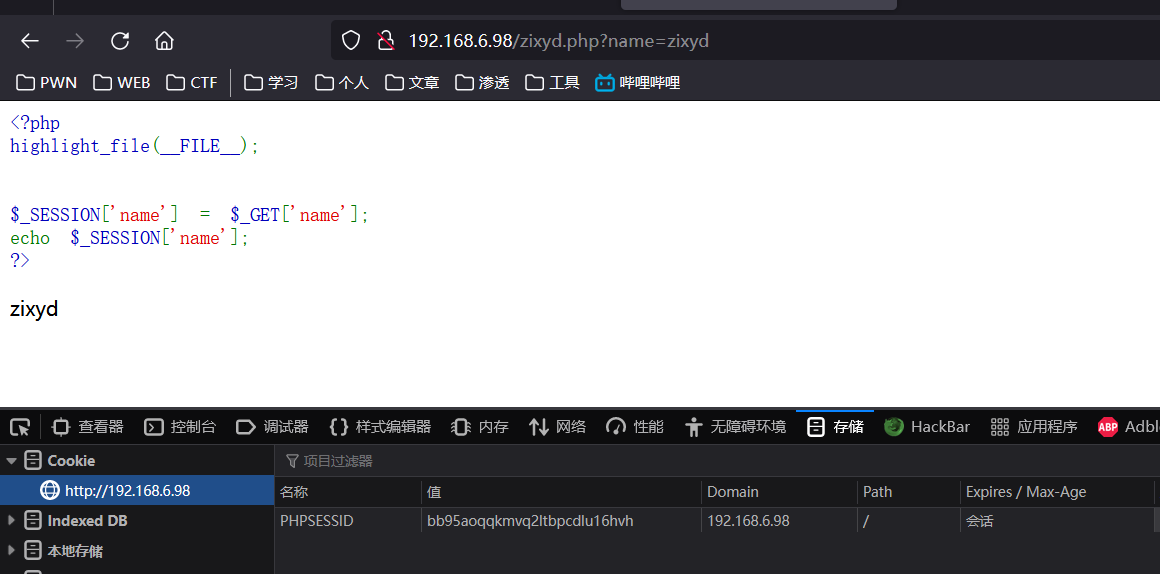 192.168.6.98/zixyd.php?name=zixyd
PWN WEB CTF 学习 个人 文章 渗透 工具 哔哩哔哩
<?php
highlight_file(__FILE__);
$_SESSION['name'] = $_GET['name'];
echo $_SESSION['name'];
?>
zixyd
查看器 控制台 调试器 样式编辑器 内存 网络 性能 无障碍环境 存储 HackBar 应用程序 ABP Adbl
Cookie 项目过滤器
http://192.168.6.98 名称 值 Domain Path Expires / Max-Age
Indexed DB PHPSESSID bb95aoqqkmvq2ltbpcdlu16hvh 192.168.6.98 / 会话
本地存储